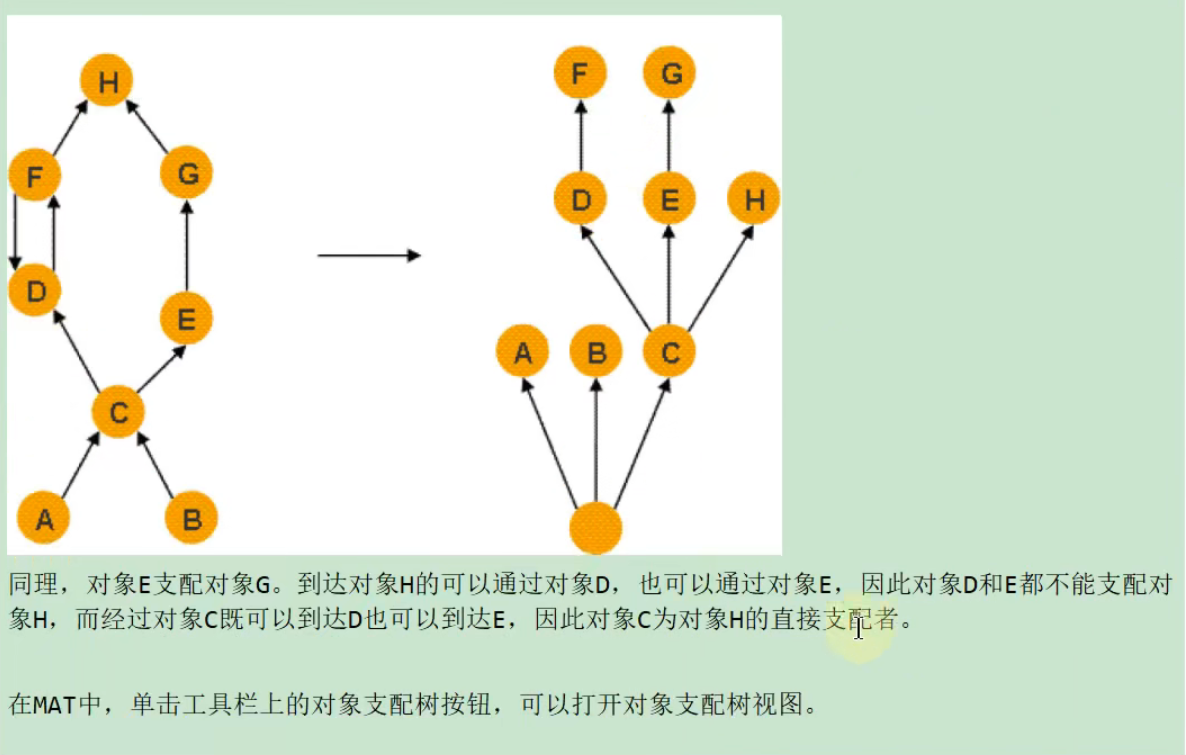 H
F
G
D
E
C
A
B
F
G
D
E
H
A
B
C
同理，对象E支配对象G。到达对象H的可以通过对象D，也可以通过对象E，因此对象D和E都不能支配对
象H，而经过对象C既可以到达D也可以到达E，因此对象C为对象H的直接支配者。
在MAT中，单击工具栏上的对象支配树按钮，可以打开对象支配树视图。